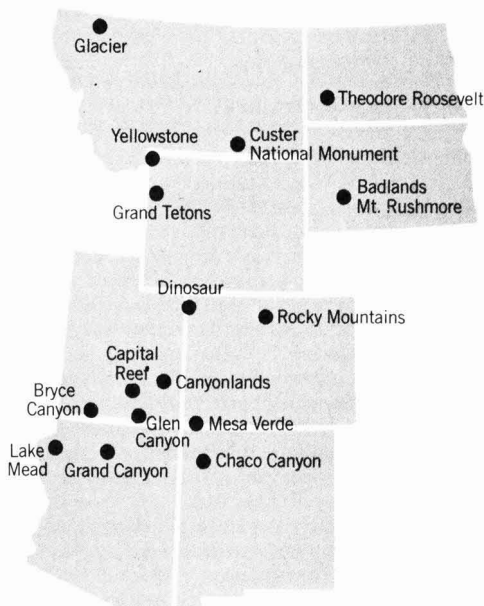 Glacier
Theodore Roosevelt
Yellowstone
Custer
National Monument
Grand Tetons
Badlands
Mt. Rushmore
Dinosaur
Rocky Mountains
Capital
Reef
Canyonlands
Bryce
Canyon
Glen
Canyon
Mesa Verde
Lake
Mead
Grand Canyon
Chaco Canyon